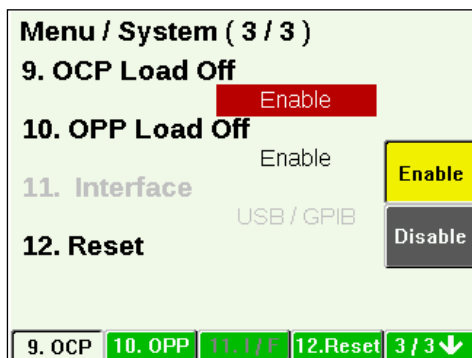 Menu / System ( 3 / 3 )
9. OCP Load Off
Enable
10. OPP Load Off
Enable
11. Interface
USB / GPIB
12. Reset
Enable
Disable
9. OCP 10. OPP 11. I / F 12.Reset 3 / 3 ↓